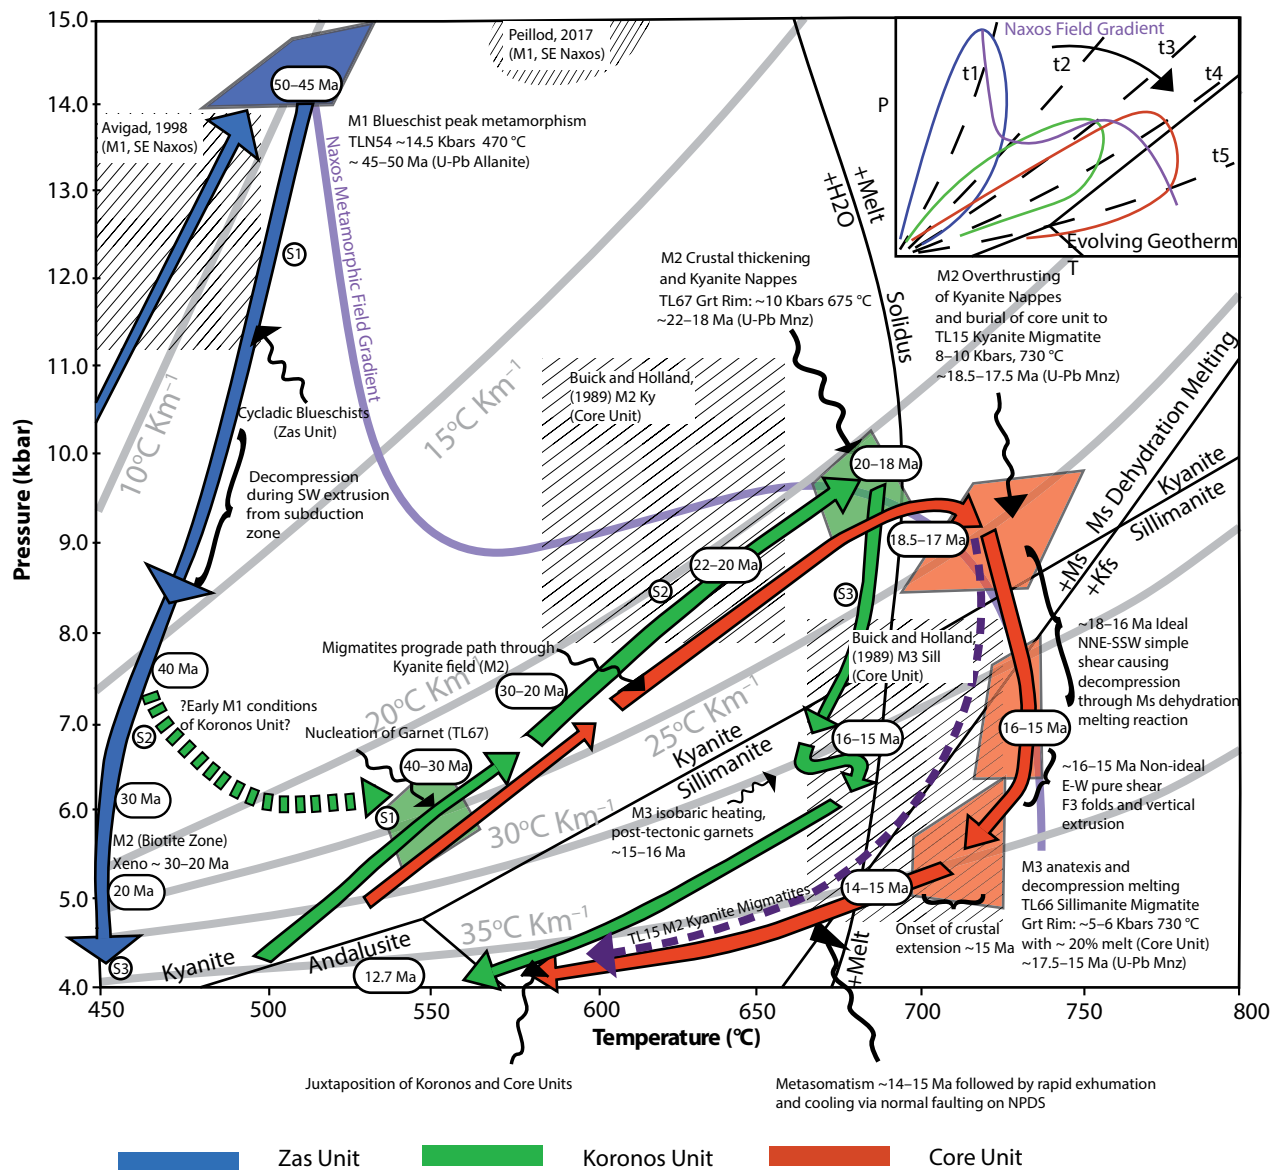 15.0
14.0
13.0
12.0
11.0
10.0
9.0
8.0
7.0
6.0
5.0
4.0
Pressure (kbar)
450
500
550
600
650
700
750
800
Temperature (°C)
50–45 Ma
Avigad, 1998
(M1, SE Naxos)
M1 Blueschist peak metamorphism
TLN54 ~14.5 Kbars 470 °C
~ 45–50 Ma (U-Pb Allanite)
Peillod, 2017
(M1, SE Naxos)
Naxos Metamorphic Field Gradient
S1
Cycladic Blueschists
(Zas Unit)
Decompression
during SW extrusion
from subduction
zone
10°C Km⁻¹
15°C Km⁻¹
20°C Km⁻¹
25°C Km⁻¹
30°C Km⁻¹
35°C Km⁻¹
+H2O
+Melt
Solidus
Naxos Field Gradient
P
t1
t2
t3
t4
t5
Evolving Geotherm
T
M2 Crustal thickening
and Kyanite Nappes
TL67 Grt Rim: ~10 Kbars 675 °C
~22–18 Ma (U-Pb Mnz)
M2 Overthrusting
of Kyanite Nappes
and burial of core unit to
TL15 Kyanite Migmatite
8–10 Kbars, 730 °C
~18.5–17.5 Ma (U-Pb Mnz)
Buick and Holland,
(1989) M2 Ky
(Core Unit)
20–18 Ma
18.5–17 Ma
22–20 Ma
S2
S3
Ms Dehydration Melting
Kyanite
Sillimanite
+Ms
+Kfs
Buick and Holland,
(1989) M3 Sill
(Core Unit)
~18–16 Ma Ideal
NNE-SSW simple
shear causing
decompression
through Ms dehydration
melting reaction
40 Ma
S2
?Early M1 conditions
of Koronos Unit?
Migmatites prograde path through
Kyanite field (M2)
30–20 Ma
Nucleation of Garnet (TL67)
40–30 Ma
S1
Kyanite
Sillimanite
16–15 Ma
16–15 Ma
~16–15 Ma Non-ideal
E-W pure shear
F3 folds and vertical
extrusion
M3 isobaric heating,
post-tectonic garnets
~15–16 Ma
30 Ma
M2 (Biotite Zone)
Xeno ~ 30–20 Ma
20 Ma
S3
Kyanite
Andalusite
12.7 Ma
TL15 M2 Kyanite Migmatites
14–15 Ma
+Melt
Onset of crustal
extension ~15 Ma
M3 anatexis and
decompression melting
TL66 Sillimanite Migmatite
Grt Rim: ~5–6 Kbars 730 °C
with ~ 20% melt (Core Unit)
~17.5–15 Ma (U-Pb Mnz)
Juxtaposition of Koronos and Core Units
Metasomatism ~14–15 Ma followed by rapid exhumation
and cooling via normal faulting on NPDS
Zas Unit
Koronos Unit
Core Unit